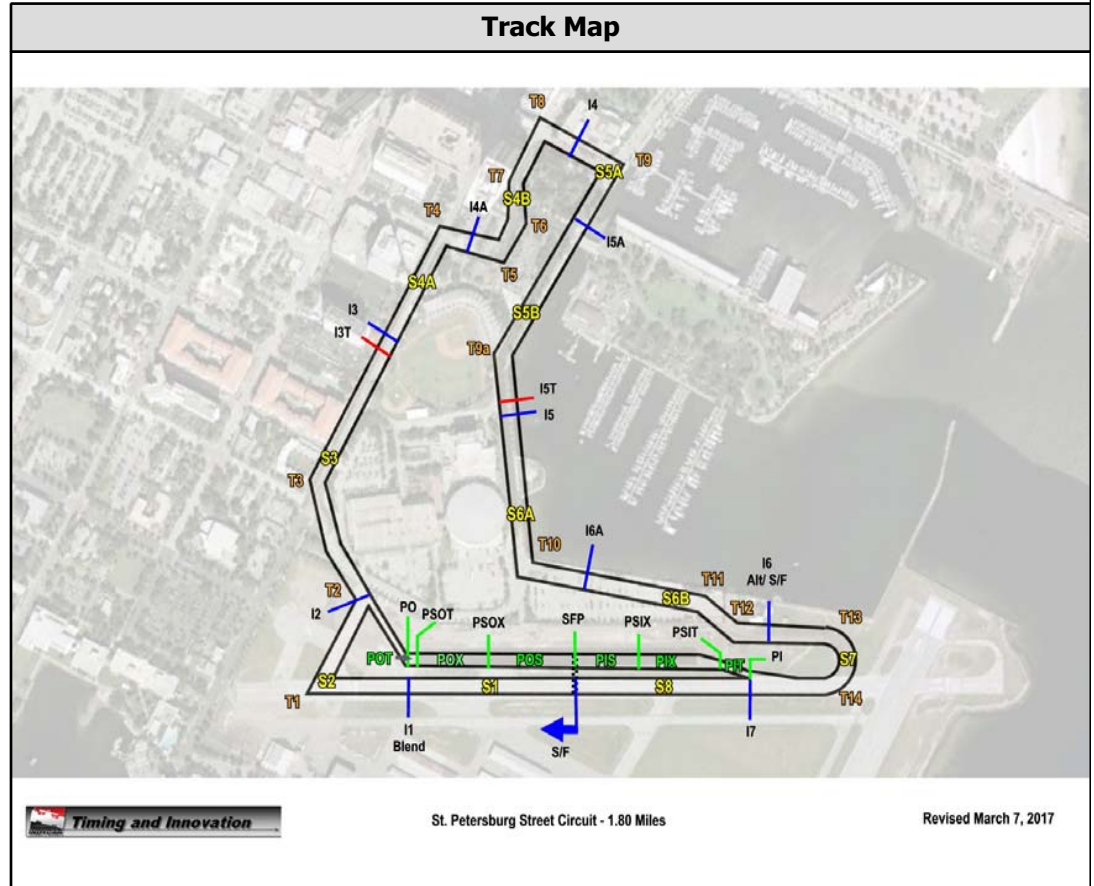 Track Map
T8
I4
T9
S5A
T7
S4B
T4
I4A
T6
I5A
T5
S4A
S5B
I3
I3T
T9a
I5T
I5
S3
T3
S6A
I6A
T10
I6
Alt/ S/F
T11
S6B
T12
T13
T2
I2
PO
PSOT
PSOX
SFP
PSIX
PSIT
PI
POT
POX
POS
PIS
PIX
PIT
S7
S2
S1
S8
T1
T14
I1
Blend
I7
S/F
Timing and Innovation
St. Petersburg Street Circuit - 1.80 Miles
Revised March 7, 2017